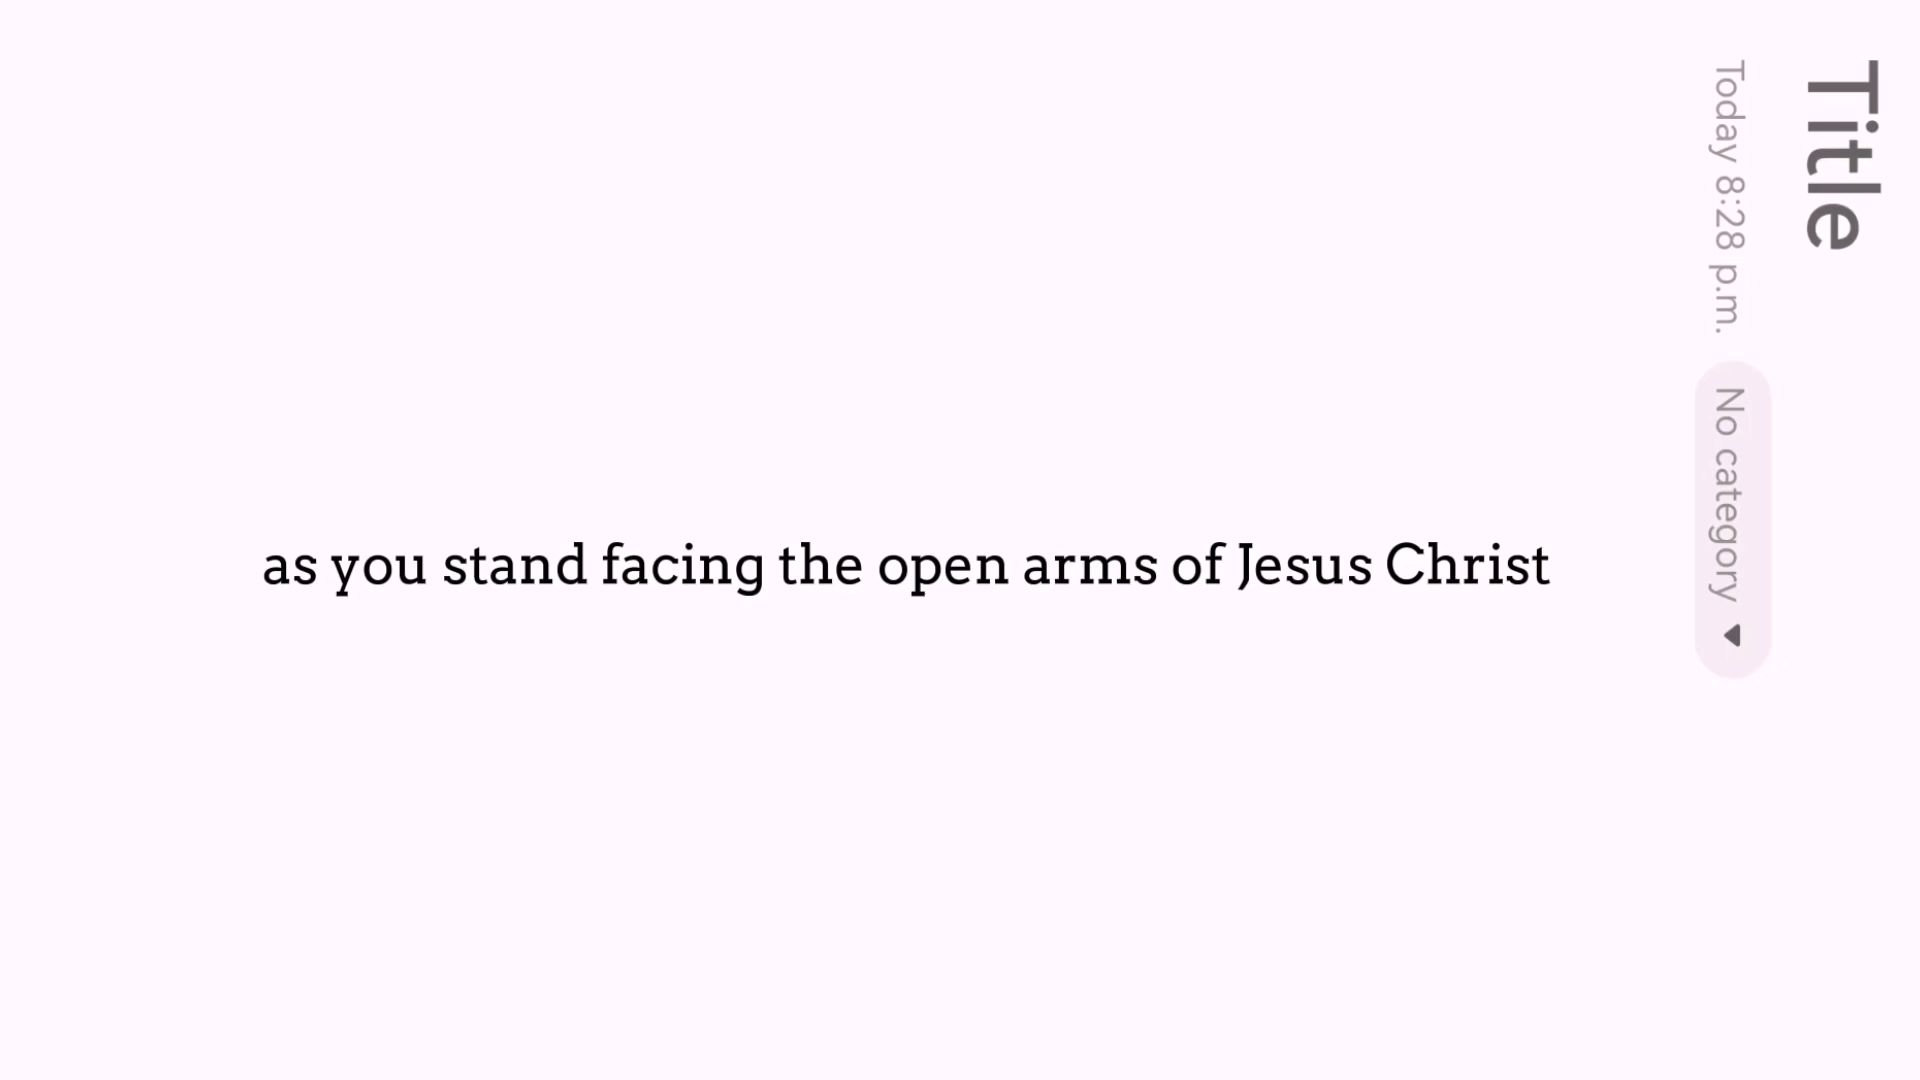 Title
Today 8:28 p.m. No category
as you stand facing the open arms of Jesus Christ